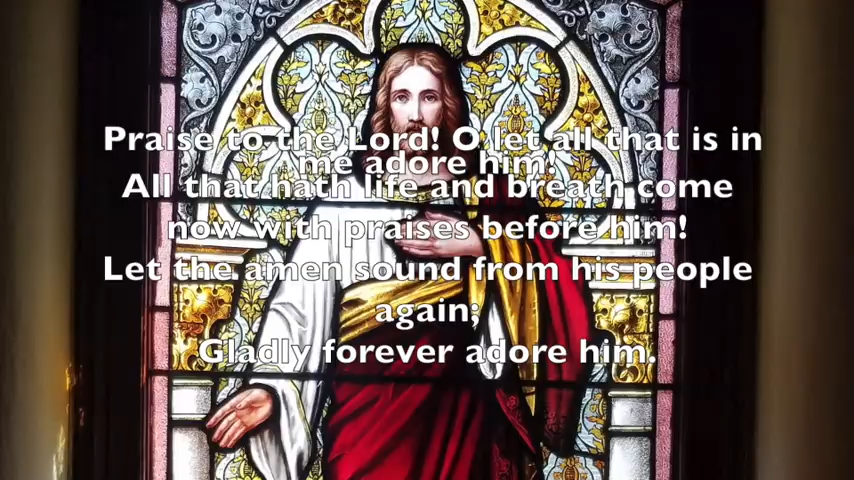 Praise to the Lord! O let all that is in
me adore him!
All that hath life and breath come
now with praises before him!
Let the amen sound from his people
again;
Gladly forever adore him.